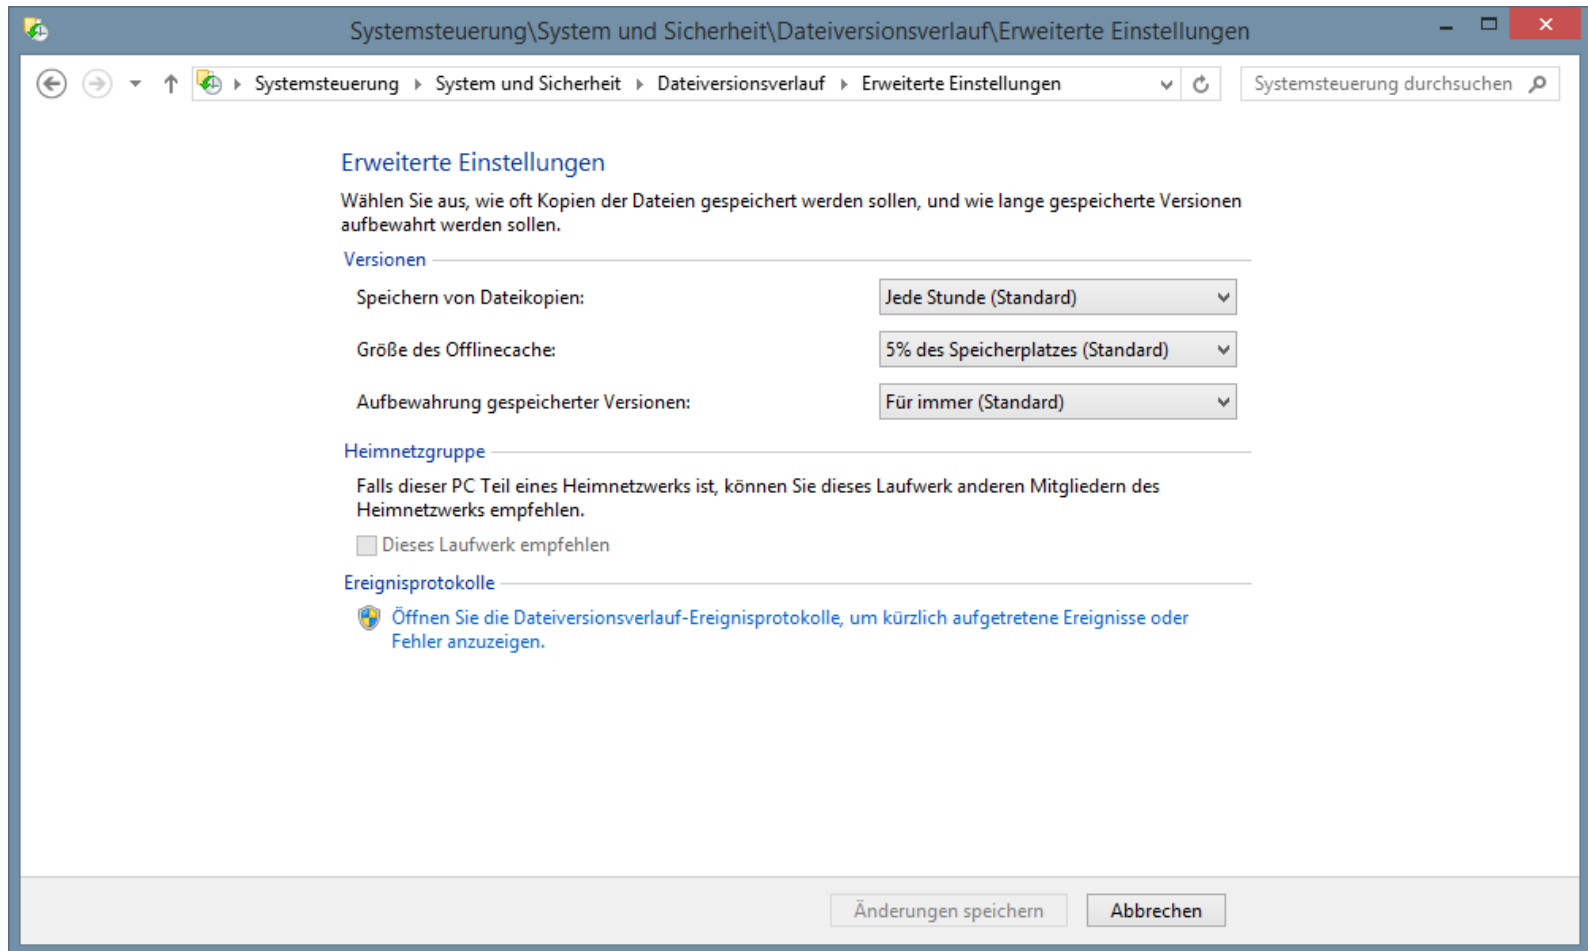 Systemsteuerung\System und Sicherheit\Dateiversionsverlauf\Erweiterte Einstellungen
Systemsteuerung System und Sicherheit Dateiversionsverlauf Erweiterte Einstellungen Systemsteuerung durchsuchen
Erweiterte Einstellungen
Wählen Sie aus, wie oft Kopien der Dateien gespeichert werden sollen, und wie lange gespeicherte Versionen
aufbewahrt werden sollen.
Versionen
Speichern von Dateikopien: Jede Stunde (Standard)
Größe des Offlinecache: 5% des Speicherplatzes (Standard)
Aufbewahrung gespeicherter Versionen: Für immer (Standard)
Heimnetzgruppe
Falls dieser PC Teil eines Heimnetzwerks ist, können Sie dieses Laufwerk anderen Mitgliedern des
Heimnetzwerks empfehlen.
Dieses Laufwerk empfehlen
Ereignisprotokolle
Öffnen Sie die Dateiversionsverlauf-Ereignisprotokolle, um kürzlich aufgetretene Ereignisse oder
Fehler anzuzeigen.
Änderungen speichern Abbrechen